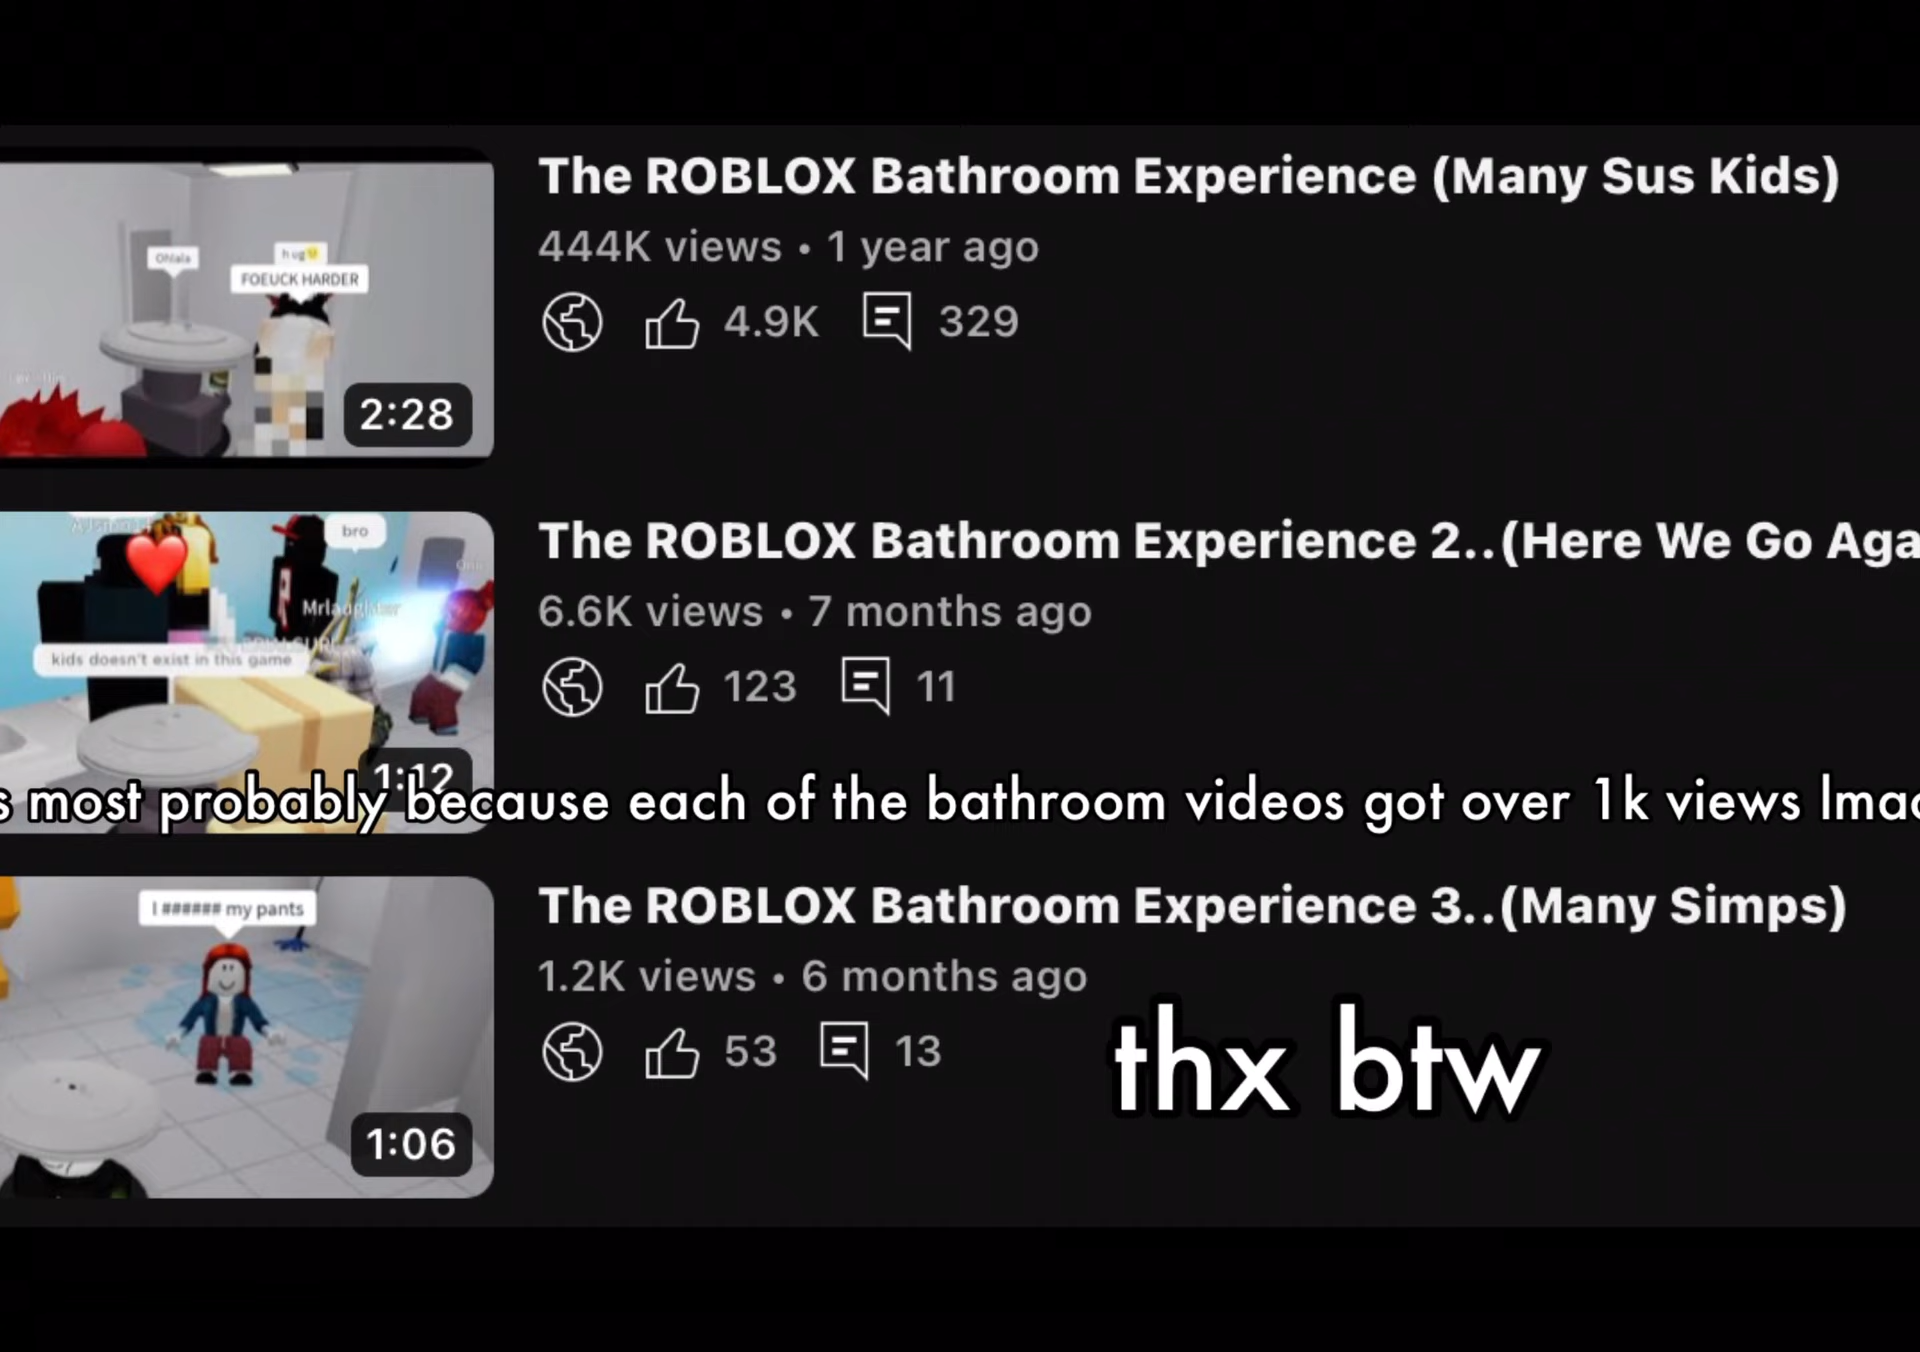 The ROBLOX Bathroom Experience (Many Sus Kids)
444K views • 1 year ago
4.9K 329
Ohlala
hug
FOEUCK HARDER
2:28
The ROBLOX Bathroom Experience 2..(Here We Go Aga
6.6K views • 7 months ago
123 11
bro
kids doesn't exist in this game
1:12
s most probably because each of the bathroom videos got over 1k views lmao
The ROBLOX Bathroom Experience 3..(Many Simps)
1.2K views • 6 months ago
53 13
I ###### my pants
1:06
thx btw